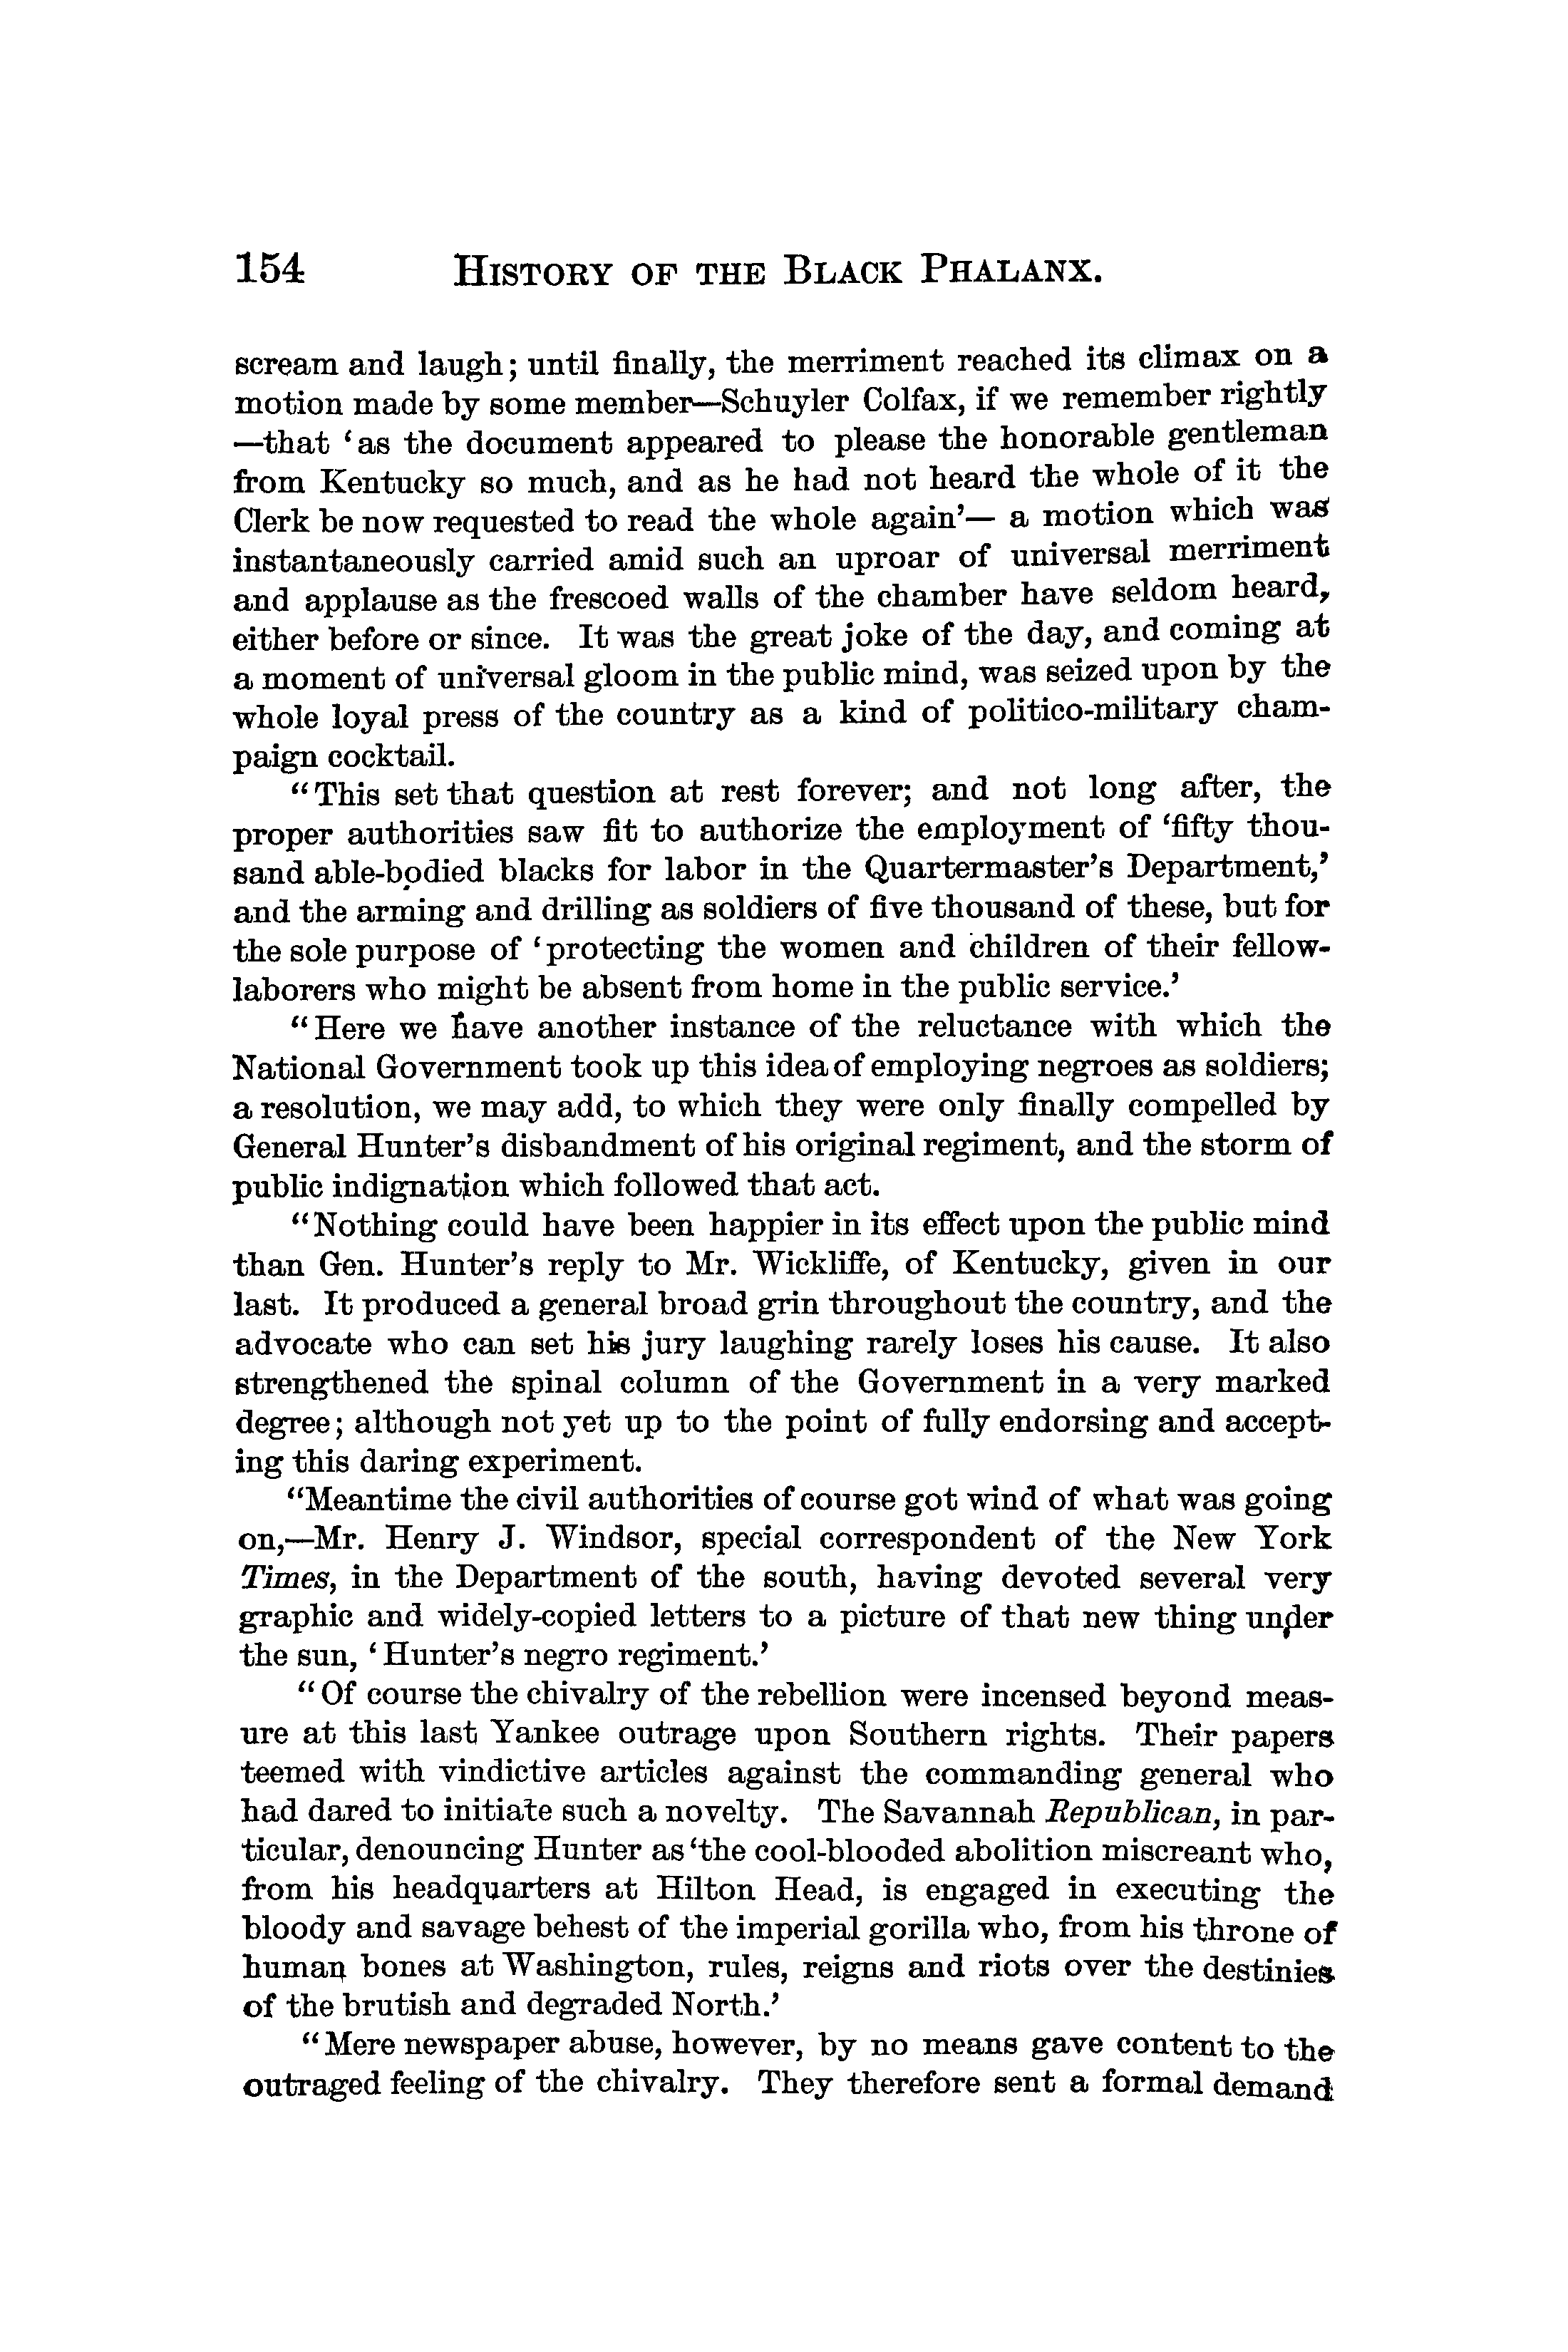 154 HISTORY OF THE BLACK PHALANX.
scream and laugh; until finally, the merriment reached its climax on a
motion made by some member—Schuyler Colfax, if we remember rightly
—that ‘as the document appeared to please the honorable gentleman
from Kentucky so much, and as he had not heard the whole of it the
Clerk be now requested to read the whole again’— a motion which was
instantaneously carried amid such an uproar of universal merriment
and applause as the frescoed walls of the chamber have seldom heard,
either before or since. It was the great joke of the day, and coming at
a moment of universal gloom in the public mind, was seized upon by the
whole loyal press of the country as a kind of politico-military cham-
paign cocktail.
“This set that question at rest forever; and not long after, the
proper authorities saw fit to authorize the employment of ‘fifty thou-
sand able-bodied blacks for labor in the Quartermaster’s Department,’
and the arming and drilling as soldiers of five thousand of these, but for
the sole purpose of ‘protecting the women and children of their fellow-
laborers who might be absent from home in the public service.’
“Here we have another instance of the reluctance with which the
National Government took up this idea of employing negroes as soldiers;
a resolution, we may add, to which they were only finally compelled by
General Hunter’s disbandment of his original regiment, and the storm of
public indignation which followed that act.
“Nothing could have been happier in its effect upon the public mind
than Gen. Hunter’s reply to Mr. Wickliffe, of Kentucky, given in our
last. It produced a general broad grin throughout the country, and the
advocate who can set his jury laughing rarely loses his cause. It also
strengthened the spinal column of the Government in a very marked
degree; although not yet up to the point of fully endorsing and accept-
ing this daring experiment.
“Meantime the civil authorities of course got wind of what was going
on,—Mr. Henry J. Windsor, special correspondent of the New York
Times, in the Department of the south, having devoted several very
graphic and widely-copied letters to a picture of that new thing under
the sun, ‘Hunter’s negro regiment.’
“Of course the chivalry of the rebellion were incensed beyond meas-
ure at this last Yankee outrage upon Southern rights. Their papers
teemed with vindictive articles against the commanding general who
had dared to initiate such a novelty. The Savannah Republican, in par-
ticular, denouncing Hunter as ‘the cool-blooded abolition miscreant who,
from his headquarters at Hilton Head, is engaged in executing the
bloody and savage behest of the imperial gorilla who, from his throne of
human bones at Washington, rules, reigns and riots over the destinies
of the brutish and degraded North.’
“Mere newspaper abuse, however, by no means gave content to the
outraged feeling of the chivalry. They therefore sent a formal demand